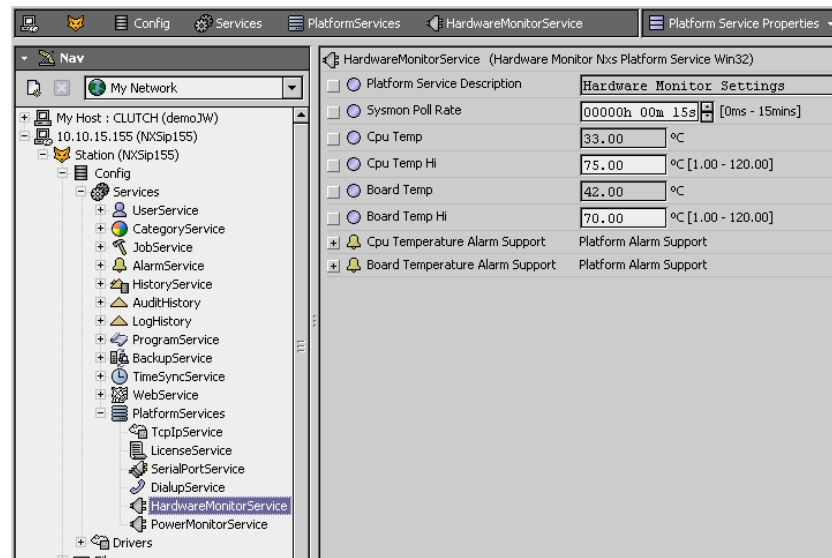 Config Services PlatformServices HardwareMonitorService Platform Service Properties
Nav
My Network
My Host : CLUTCH (demoJW)
10.10.15.155 (NXSip155)
Station (NXSip155)
Config
Services
UserService
CategoryService
JobService
AlarmService
HistoryService
AuditHistory
LogHistory
ProgramService
BackupService
TimeSyncService
WebService
PlatformServices
TcpIpService
LicenseService
SerialPortService
DialupService
HardwareMonitorService
PowerMonitorService
Drivers
HardwareMonitorService (Hardware Monitor Nxs Platform Service Win32)
Platform Service Description Hardware Monitor Settings
Sysmon Poll Rate 00000h 00m 15s [0ms - 15mins]
Cpu Temp 33.00 °C
Cpu Temp Hi 75.00 °C [1.00 - 120.00]
Board Temp 42.00 °C
Board Temp Hi 70.00 °C [1.00 - 120.00]
Cpu Temperature Alarm Support Platform Alarm Support
Board Temperature Alarm Support Platform Alarm Support